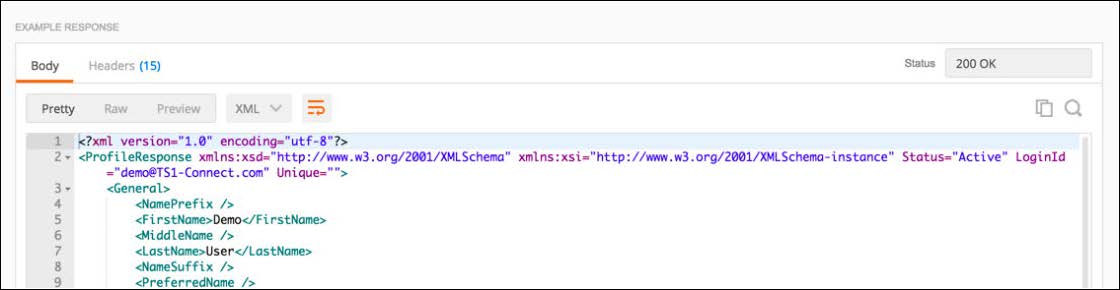 EXAMPLE RESPONSE
Body Headers (15) Status 200 OK
Pretty Raw Preview XML
1 <?xml version="1.0" encoding="utf-8"?>
2 <ProfileResponse xmlns:xsd="http://www.w3.org/2001/XMLSchema" xmlns:xsi="http://www.w3.org/2001/XMLSchema-instance" Status="Active" LoginId
="demo@TS1-Connect.com" Unique="">
3 <General>
4 <NamePrefix />
5 <FirstName>Demo</FirstName>
6 <MiddleName />
7 <LastName>User</LastName>
8 <NameSuffix />
9 <PreferredName />